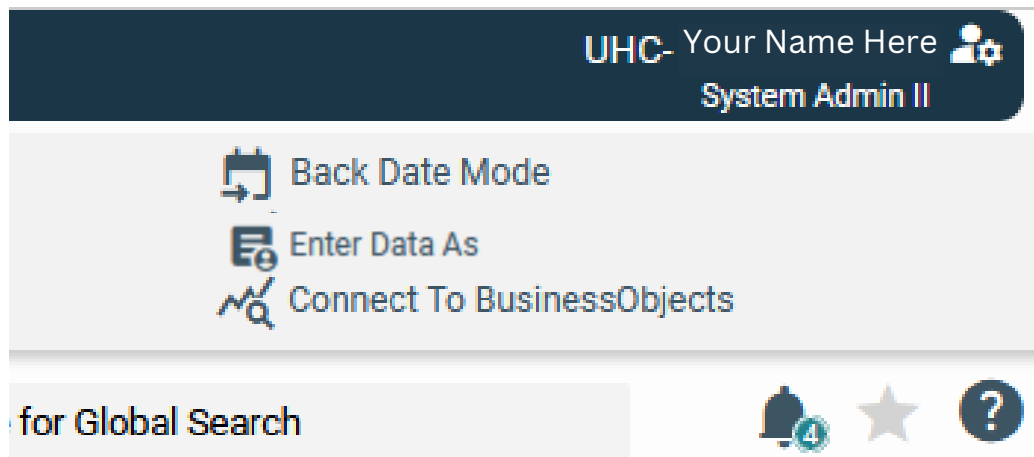 UHC- Your Name Here
System Admin II
Back Date Mode
Enter Data As
Connect To BusinessObjects
for Global Search
4
?